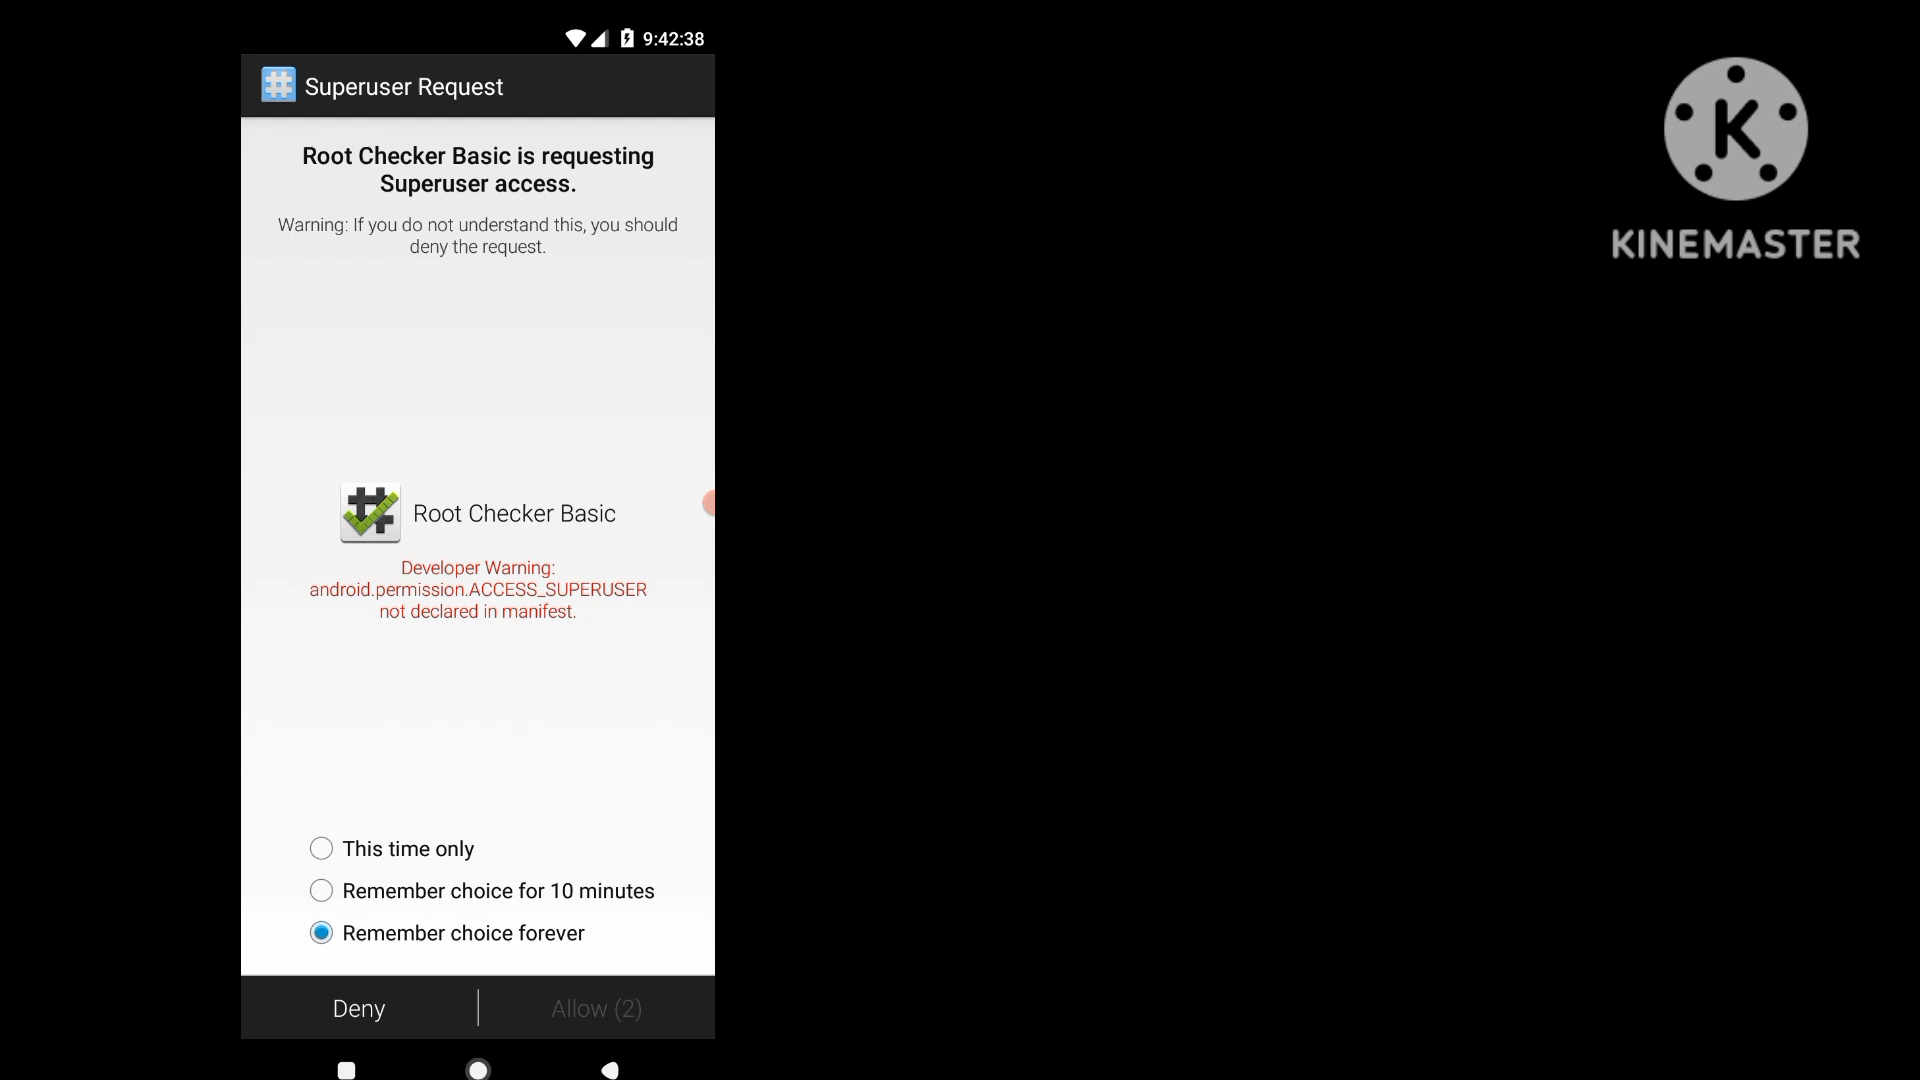 9:42:38
Superuser Request
Root Checker Basic is requesting
Superuser access.
Warning: If you do not understand this, you should
deny the request.
Root Checker Basic
Developer Warning:
android.permission.ACCESS_SUPERUSER
not declared in manifest.
This time only
Remember choice for 10 minutes
Remember choice forever
Deny
Allow (2)
K
KINEMASTER